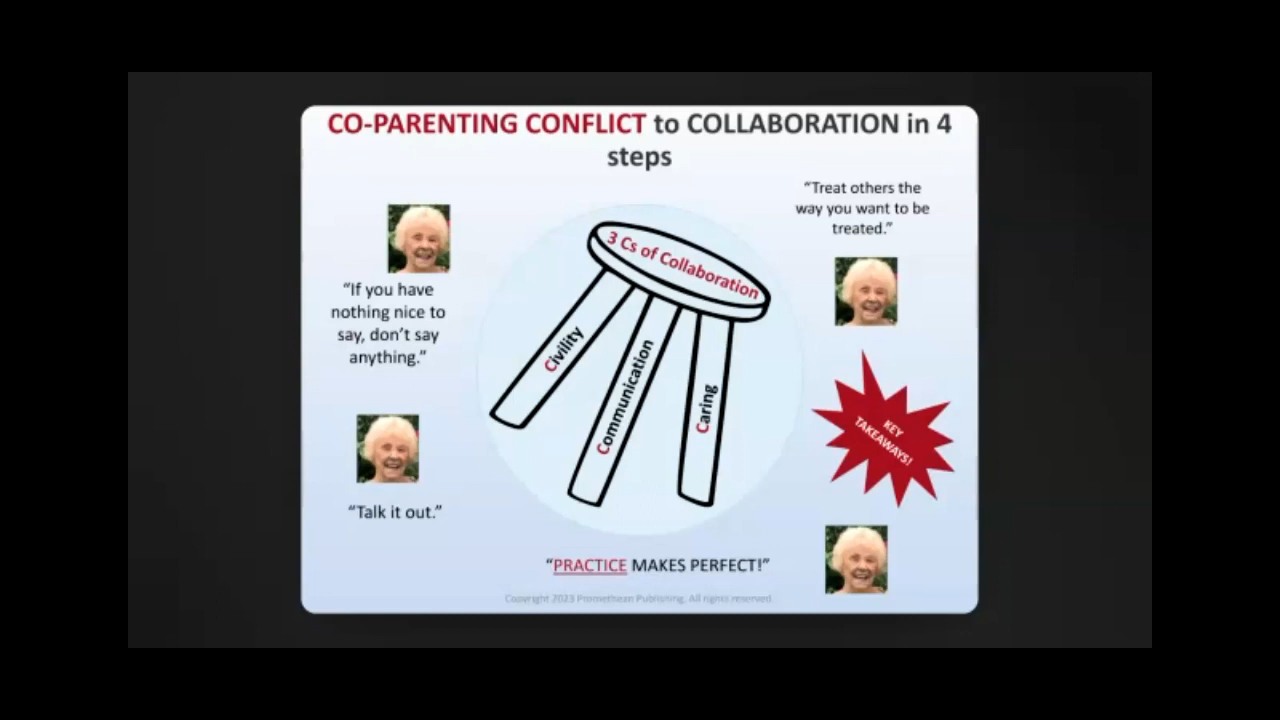 CO-PARENTING CONFLICT to COLLABORATION in 4
steps
"Treat others the
way you want to be
treated."
"If you have
nothing nice to
say, don't say
anything."
3 Cs of Collaboration
Civility
Communication
Caring
KEY
TAKEAWAYS!
"Talk it out."
"PRACTICE MAKES PERFECT!"
Copyright 2023 Promethean Publishing. All rights reserved.